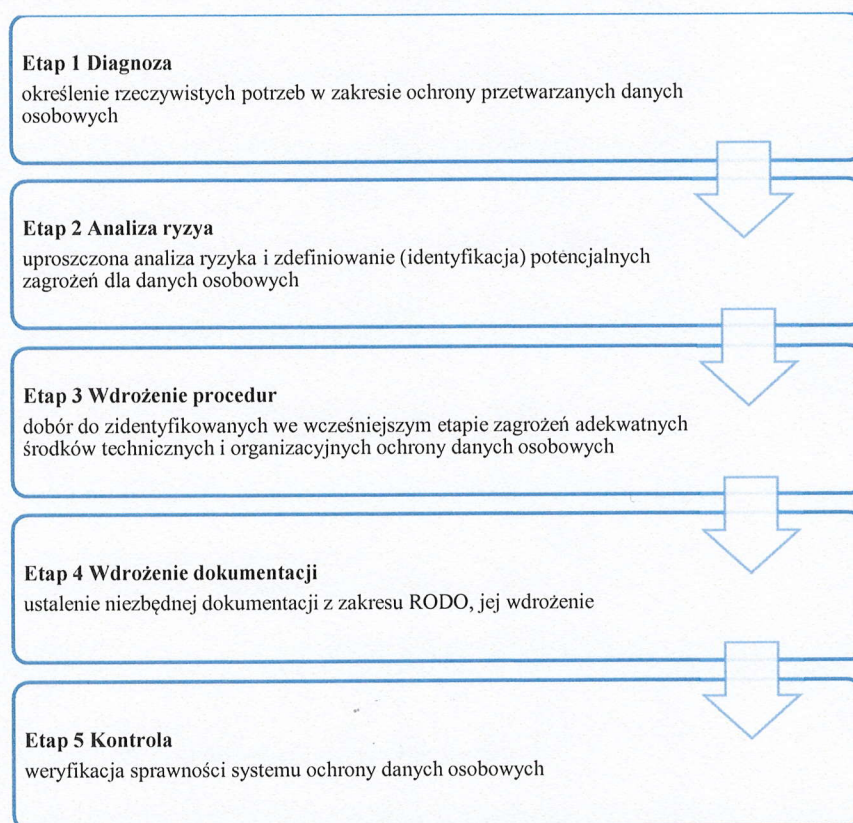 Etap 1 Diagnoza
określenie rzeczywistych potrzeb w zakresie ochrony przetwarzanych danych
osobowych
Etap 2 Analiza ryzya
uproszczona analiza ryzyka i zdefiniowanie (identyfikacja) potencjalnych
zagrożeń dla danych osobowych
Etap 3 Wdrożenie procedur
dobór do zidentyfikowanych we wcześniejszym etapie zagrożeń adekwatnych
środków technicznych i organizacyjnych ochrony danych osobowych
Etap 4 Wdrożenie dokumentacji
ustalenie niezbędnej dokumentacji z zakresu RODO, jej wdrożenie
Etap 5 Kontrola
weryfikacja sprawności systemu ochrony danych osobowych